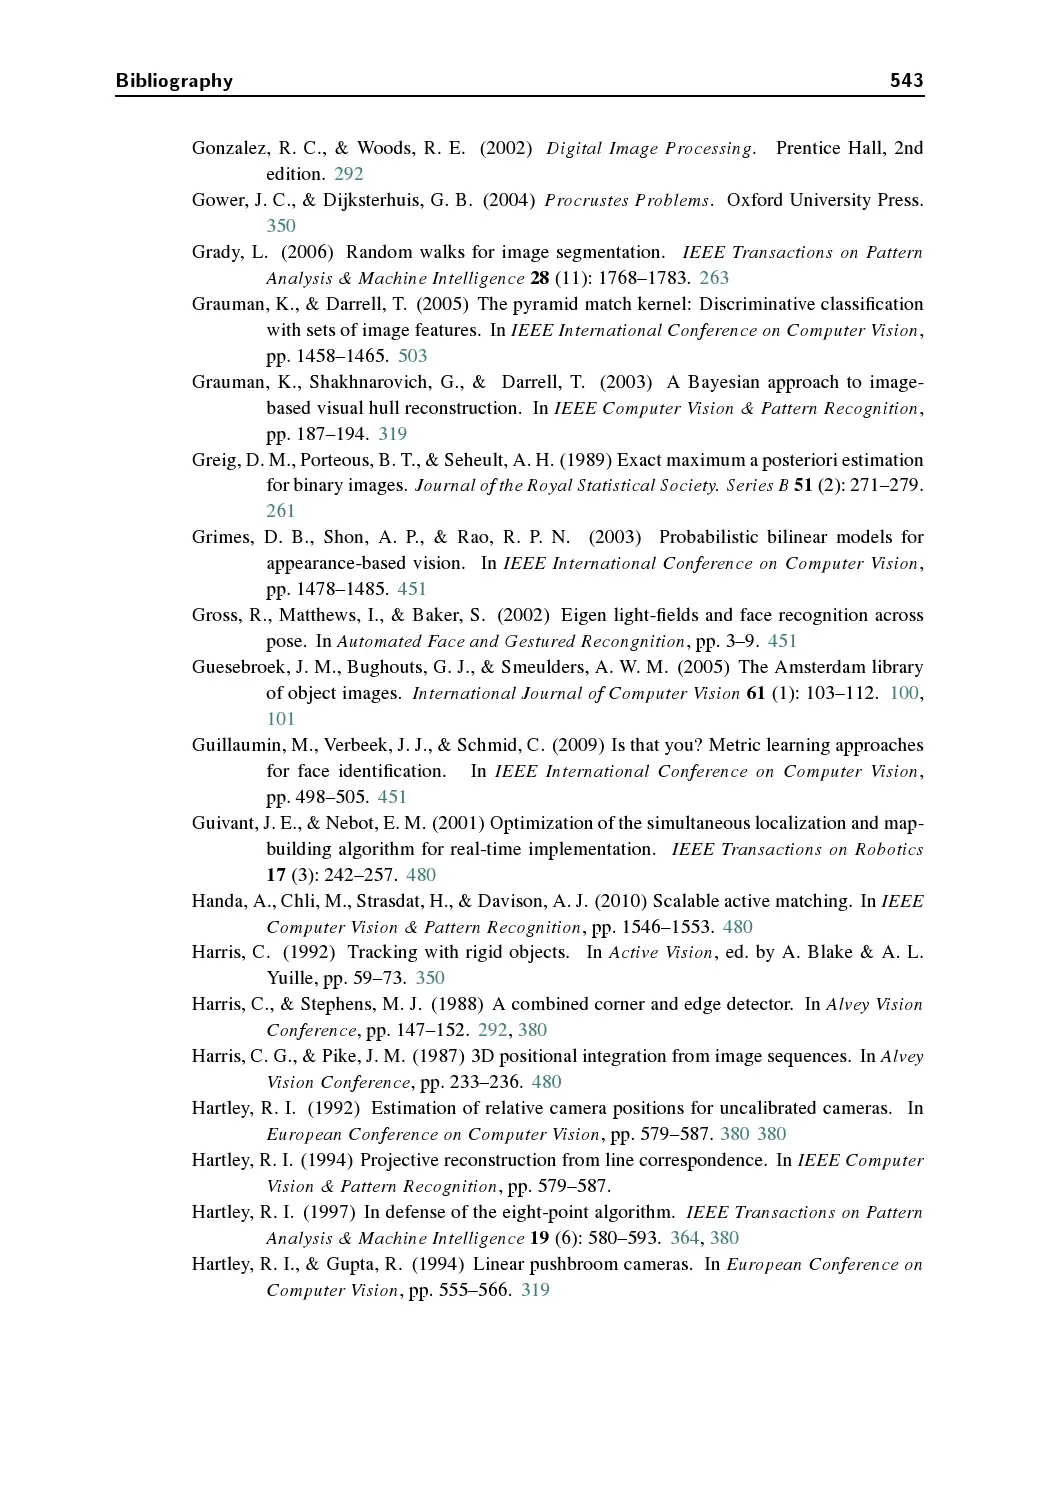 Bibliography 543
Gonzalez, R. C., & Woods, R. E. (2002) Digital Image Processing. Prentice Hall, 2nd
edition. 292
Gower, J. C., & Dijksterhuis, G. B. (2004) Procrustes Problems. Oxford University Press.
350
Grady, L. (2006) Random walks for image segmentation. IEEE Transactions on Pattern
Analysis & Machine Intelligence 28 (11): 1768–1783. 263
Grauman, K., & Darrell, T. (2005) The pyramid match kernel: Discriminative classification
with sets of image features. In IEEE International Conference on Computer Vision,
pp. 1458–1465. 503
Grauman, K., Shakhnarovich, G., & Darrell, T. (2003) A Bayesian approach to image-
based visual hull reconstruction. In IEEE Computer Vision & Pattern Recognition,
pp. 187–194. 319
Greig, D. M., Porteous, B. T., & Seheult, A. H. (1989) Exact maximum a posteriori estimation
for binary images. Journal of the Royal Statistical Society. Series B 51 (2): 271–279.
261
Grimes, D. B., Shon, A. P., & Rao, R. P. N. (2003) Probabilistic bilinear models for
appearance-based vision. In IEEE International Conference on Computer Vision,
pp. 1478–1485. 451
Gross, R., Matthews, I., & Baker, S. (2002) Eigen light-fields and face recognition across
pose. In Automated Face and Gestured Recongnition, pp. 3–9. 451
Guesebroek, J. M., Bughouts, G. J., & Smeulders, A. W. M. (2005) The Amsterdam library
of object images. International Journal of Computer Vision 61 (1): 103–112. 100,
101
Guillaumin, M., Verbeek, J. J., & Schmid, C. (2009) Is that you? Metric learning approaches
for face identification. In IEEE International Conference on Computer Vision,
pp. 498–505. 451
Guivant, J. E., & Nebot, E. M. (2001) Optimization of the simultaneous localization and map-
building algorithm for real-time implementation. IEEE Transactions on Robotics
17 (3): 242–257. 480
Handa, A., Chli, M., Strasdat, H., & Davison, A. J. (2010) Scalable active matching. In IEEE
Computer Vision & Pattern Recognition, pp. 1546–1553. 480
Harris, C. (1992) Tracking with rigid objects. In Active Vision, ed. by A. Blake & A. L.
Yuille, pp. 59–73. 350
Harris, C., & Stephens, M. J. (1988) A combined corner and edge detector. In Alvey Vision
Conference, pp. 147–152. 292, 380
Harris, C. G., & Pike, J. M. (1987) 3D positional integration from image sequences. In Alvey
Vision Conference, pp. 233–236. 480
Hartley, R. I. (1992) Estimation of relative camera positions for uncalibrated cameras. In
European Conference on Computer Vision, pp. 579–587. 380 380
Hartley, R. I. (1994) Projective reconstruction from line correspondence. In IEEE Computer
Vision & Pattern Recognition, pp. 579–587.
Hartley, R. I. (1997) In defense of the eight-point algorithm. IEEE Transactions on Pattern
Analysis & Machine Intelligence 19 (6): 580–593. 364, 380
Hartley, R. I., & Gupta, R. (1994) Linear pushbroom cameras. In European Conference on
Computer Vision, pp. 555–566. 319